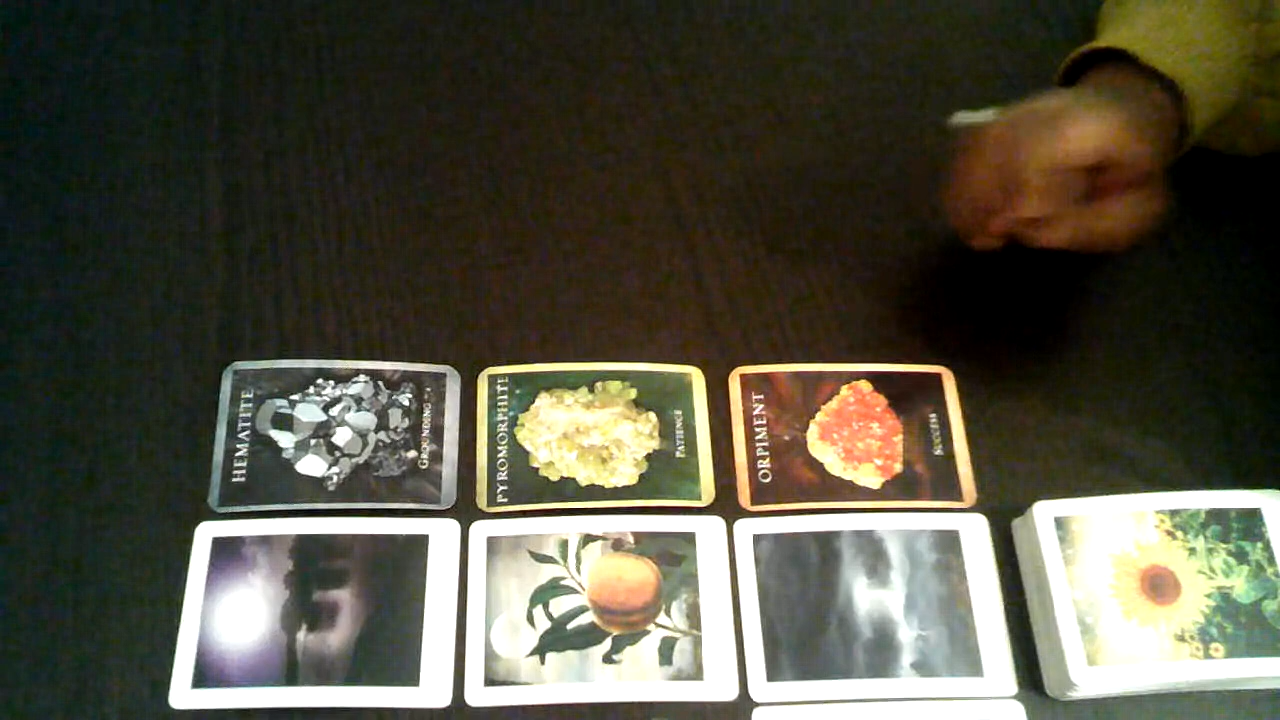 HEMATITE
GROUNDING
PYROMORPHITE
PATIENCE
ORPIMENT
SUCCESS